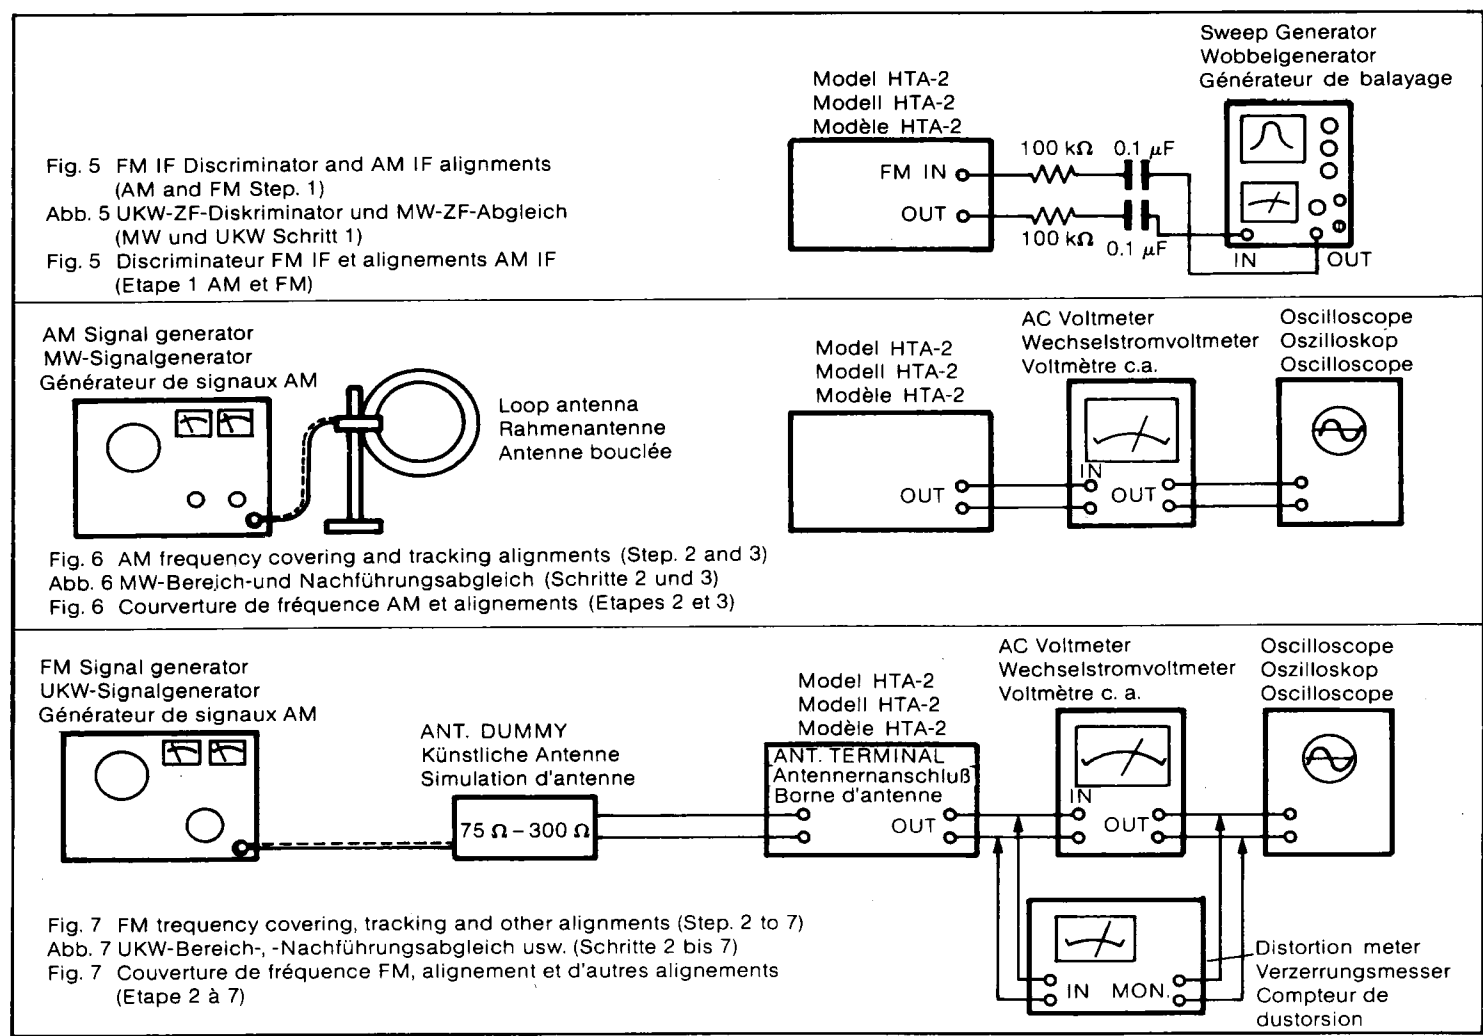 Sweep Generator
Wobbelgenerator
Générateur de balayage
Model HTA-2
Modell HTA-2
Modèle HTA-2
100 kΩ 0.1 µF
FM IN
OUT
100 kΩ 0.1 µF
IN OUT
Fig. 5 FM IF Discriminator and AM IF alignments
(AM and FM Step. 1)
Abb. 5 UKW-ZF-Diskriminator und MW-ZF-Abgleich
(MW und UKW Schritt 1)
Fig. 5 Discriminateur FM IF et alignements AM IF
(Etape 1 AM et FM)
AM Signal generator
MW-Signalgenerator
Générateur de signaux AM
Loop antenna
Rahmenantenne
Antenne bouclée
Model HTA-2
Modell HTA-2
Modèle HTA-2
OUT
AC Voltmeter
Wechselstromvoltmeter
Voltmètre c.a.
IN
OUT
Oscilloscope
Oszilloskop
Oscilloscope
Fig. 6 AM frequency covering and tracking alignments (Step. 2 and 3)
Abb. 6 MW-Bereich-und Nachführungsabgleich (Schritte 2 und 3)
Fig. 6 Courverture de fréquence AM et alignements (Etapes 2 et 3)
FM Signal generator
UKW-Signalgenerator
Générateur de signaux AM
ANT. DUMMY
Künstliche Antenne
Simulation d'antenne
75 Ω – 300 Ω
Model HTA-2
Modell HTA-2
Modèle HTA-2
ANT. TERMINAL
Antennernanschluß
Borne d'antenne
OUT
AC Voltmeter
Wechselstromvoltmeter
Voltmètre c. a.
IN
OUT
Oscilloscope
Oszilloskop
Oscilloscope
IN MON.
Distortion meter
Verzerrungsmesser
Compteur de
dustorsion
Fig. 7 FM trequency covering, tracking and other alignments (Step. 2 to 7)
Abb. 7 UKW-Bereich-, -Nachführungsabgleich usw. (Schritte 2 bis 7)
Fig. 7 Couverture de fréquence FM, alignement et d'autres alignements
(Etape 2 à 7)